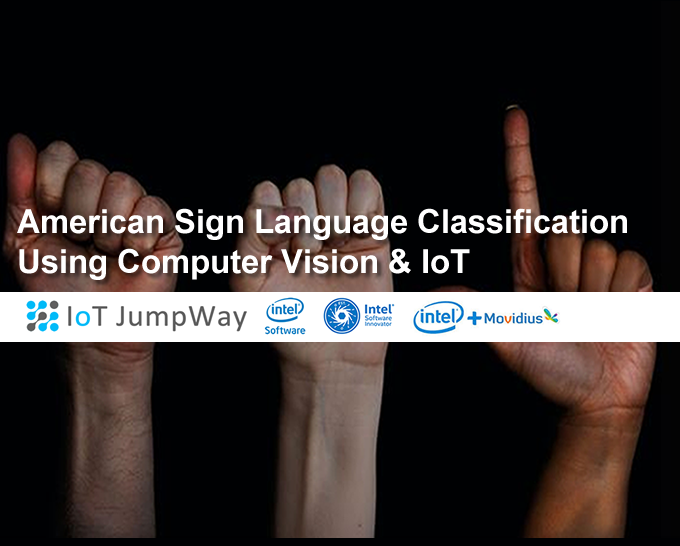 American Sign Language Classification
Using Computer Vision & IoT
IoT JumpWay
intel Software
Intel Software Innovator
intel + Movidius